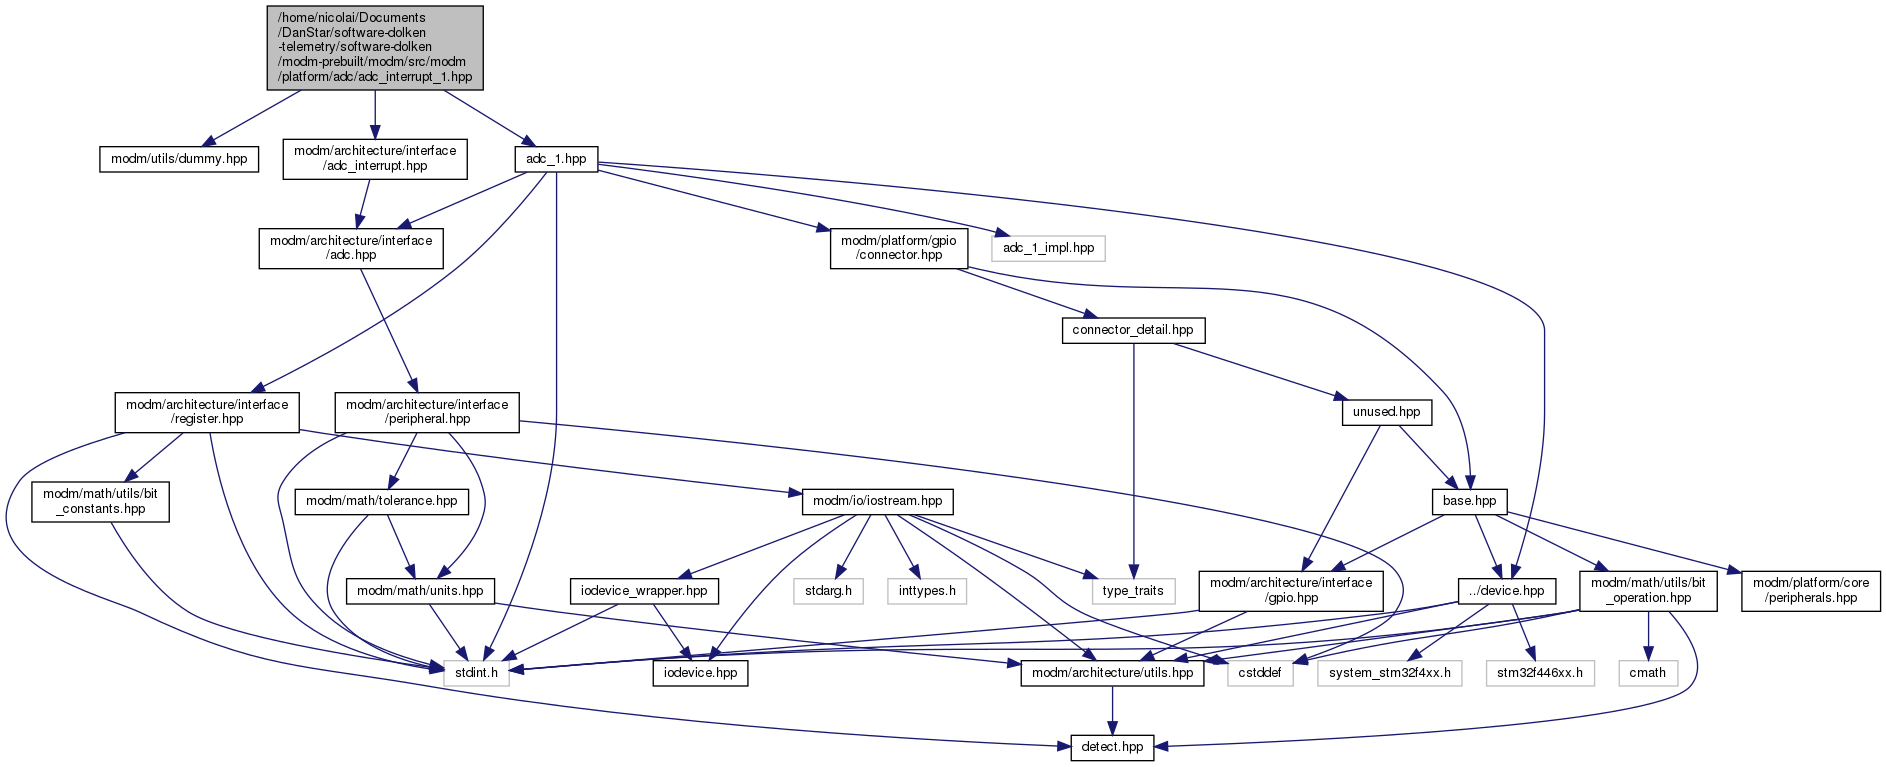 /home/nicolai/Documents
/DanStar/software-dolken
-telemetry/software-dolken
/modm-prebuilt/modm/src/modm
/platform/adc/adc_interrupt_1.hpp
modm/utils/dummy.hpp
modm/architecture/interface
/adc_interrupt.hpp
adc_1.hpp
modm/architecture/interface
/adc.hpp
modm/platform/gpio
/connector.hpp
adc_1_impl.hpp
connector_detail.hpp
modm/architecture/interface
/register.hpp
modm/architecture/interface
/peripheral.hpp
unused.hpp
modm/math/utils/bit
_constants.hpp
modm/math/tolerance.hpp
modm/io/iostream.hpp
base.hpp
modm/math/units.hpp
iodevice_wrapper.hpp
stdarg.h
inttypes.h
type_traits
modm/architecture/interface
/gpio.hpp
../device.hpp
modm/math/utils/bit
_operation.hpp
modm/platform/core
/peripherals.hpp
stdint.h
iodevice.hpp
modm/architecture/utils.hpp
cstddef
system_stm32f4xx.h
stm32f446xx.h
cmath
detect.hpp